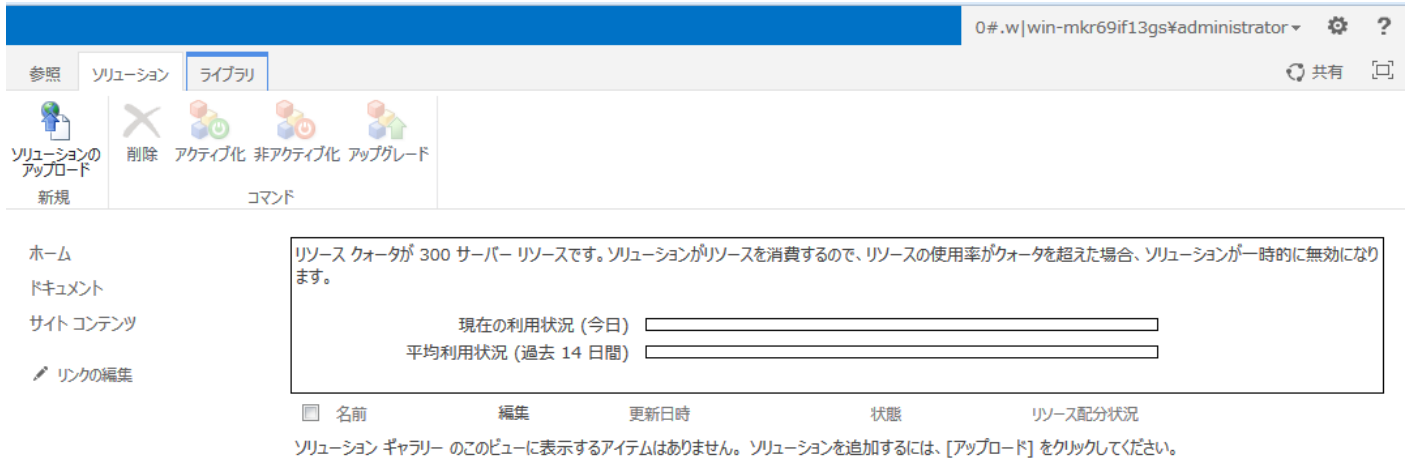 0#.w|win-mkr69if13gs¥administrator
?
参照 ソリューション ライブラリ 共有
ソリューションの
アップロード
削除 アクティブ化 非アクティブ化 アップグレード
新規 コマンド
ホーム
ドキュメント
サイト コンテンツ
リンクの編集
リソース クォータが 300 サーバー リソースです。ソリューションがリソースを消費するので、リソースの使用率がクォータを超えた場合、ソリューションが一時的に無効になり
ます。
現在の利用状況 (今日)
平均利用状況 (過去 14 日間)
名前 編集 更新日時 状態 リソース配分状況
ソリューション ギャラリー のこのビューに表示するアイテムはありません。ソリューションを追加するには、[アップロード] をクリックしてください。